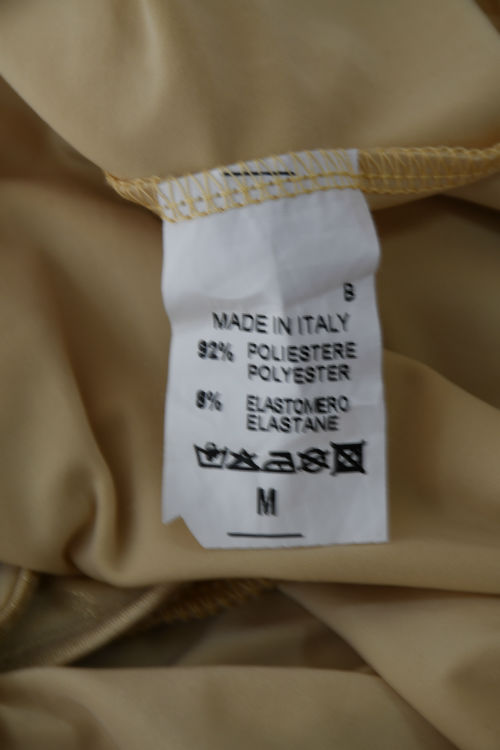 B
MADE IN ITALY
92% POLIESTERE
POLYESTER
8% ELASTOMERO
ELASTANE
M